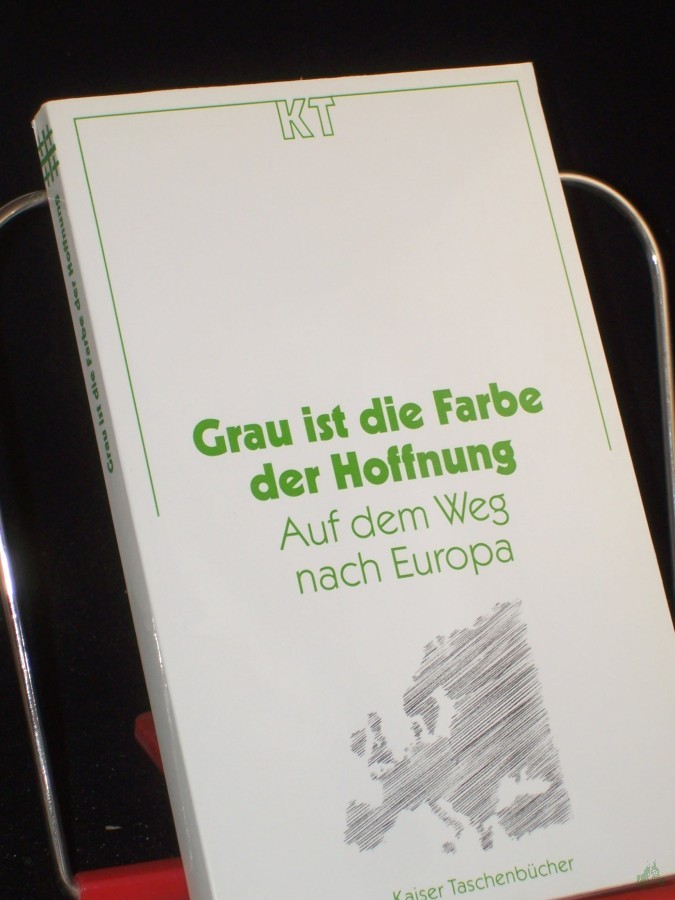 KT
Grau ist die Farbe
der Hoffnung
Auf dem Weg
nach Europa
Kaiser Taschenbücher
Grau ist die Farbe der Hoffnung